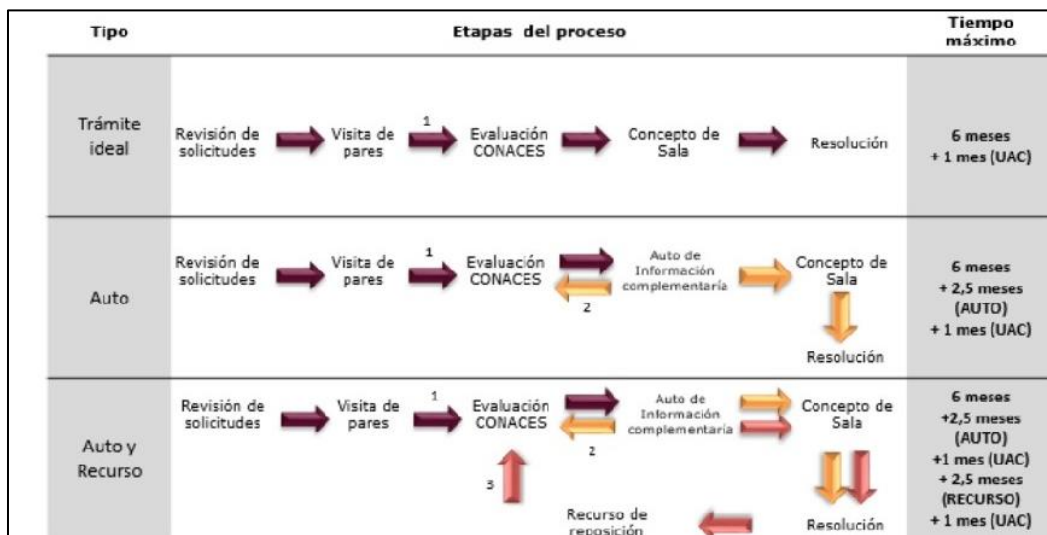 Tipo
Etapas del proceso
Tiempo
máximo
Trámite
ideal
Revisión de
solicitudes
Visita de
pares
1
Evaluación
CONACES
Concepto de
Sala
Resolución
6 meses
+ 1 mes (UAC)
Auto
Revisión de
solicitudes
Visita de
pares
1
Evaluación
CONACES
2
Auto de
Información
complementaría
Concepto de
Sala
Resolución
6 meses
+ 2,5 meses
(AUTO)
+ 1 mes (UAC)
Auto y
Recurso
Revisión de
solicitudes
Visita de
pares
1
Evaluación
CONACES
2
Auto de
Información
complementaría
Concepto de
Sala
3
Recurso de
reposición
Resolución
6 meses
+2,5 meses
(AUTO)
+1 mes (UAC)
+ 2,5 meses
(RECURSO)
+ 1 mes (UAC)